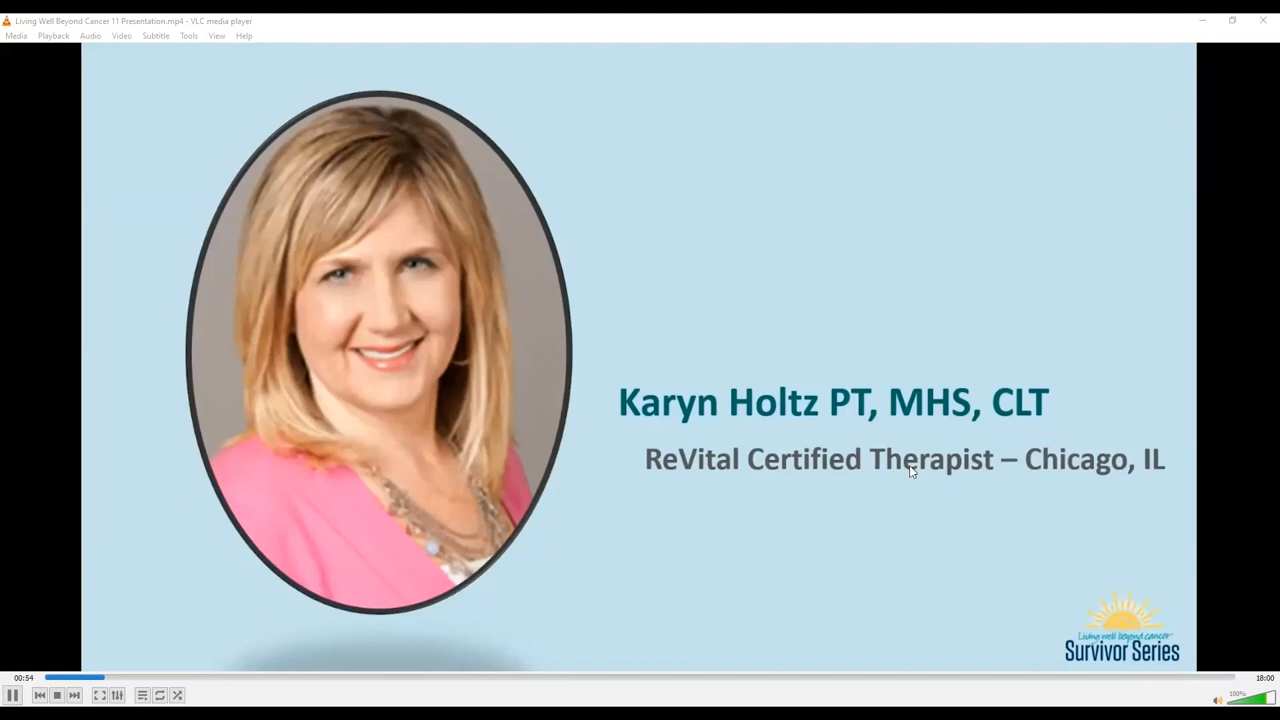 Living Well Beyond Cancer 11 Presentation.mp4 - VLC media player
Media Playback Audio Video Subtitle Tools View Help
Karyn Holtz PT, MHS, CLT
ReVital Certified Therapist – Chicago, IL
Living well beyond cancer
Survivor Series
00:54
18:00
100%